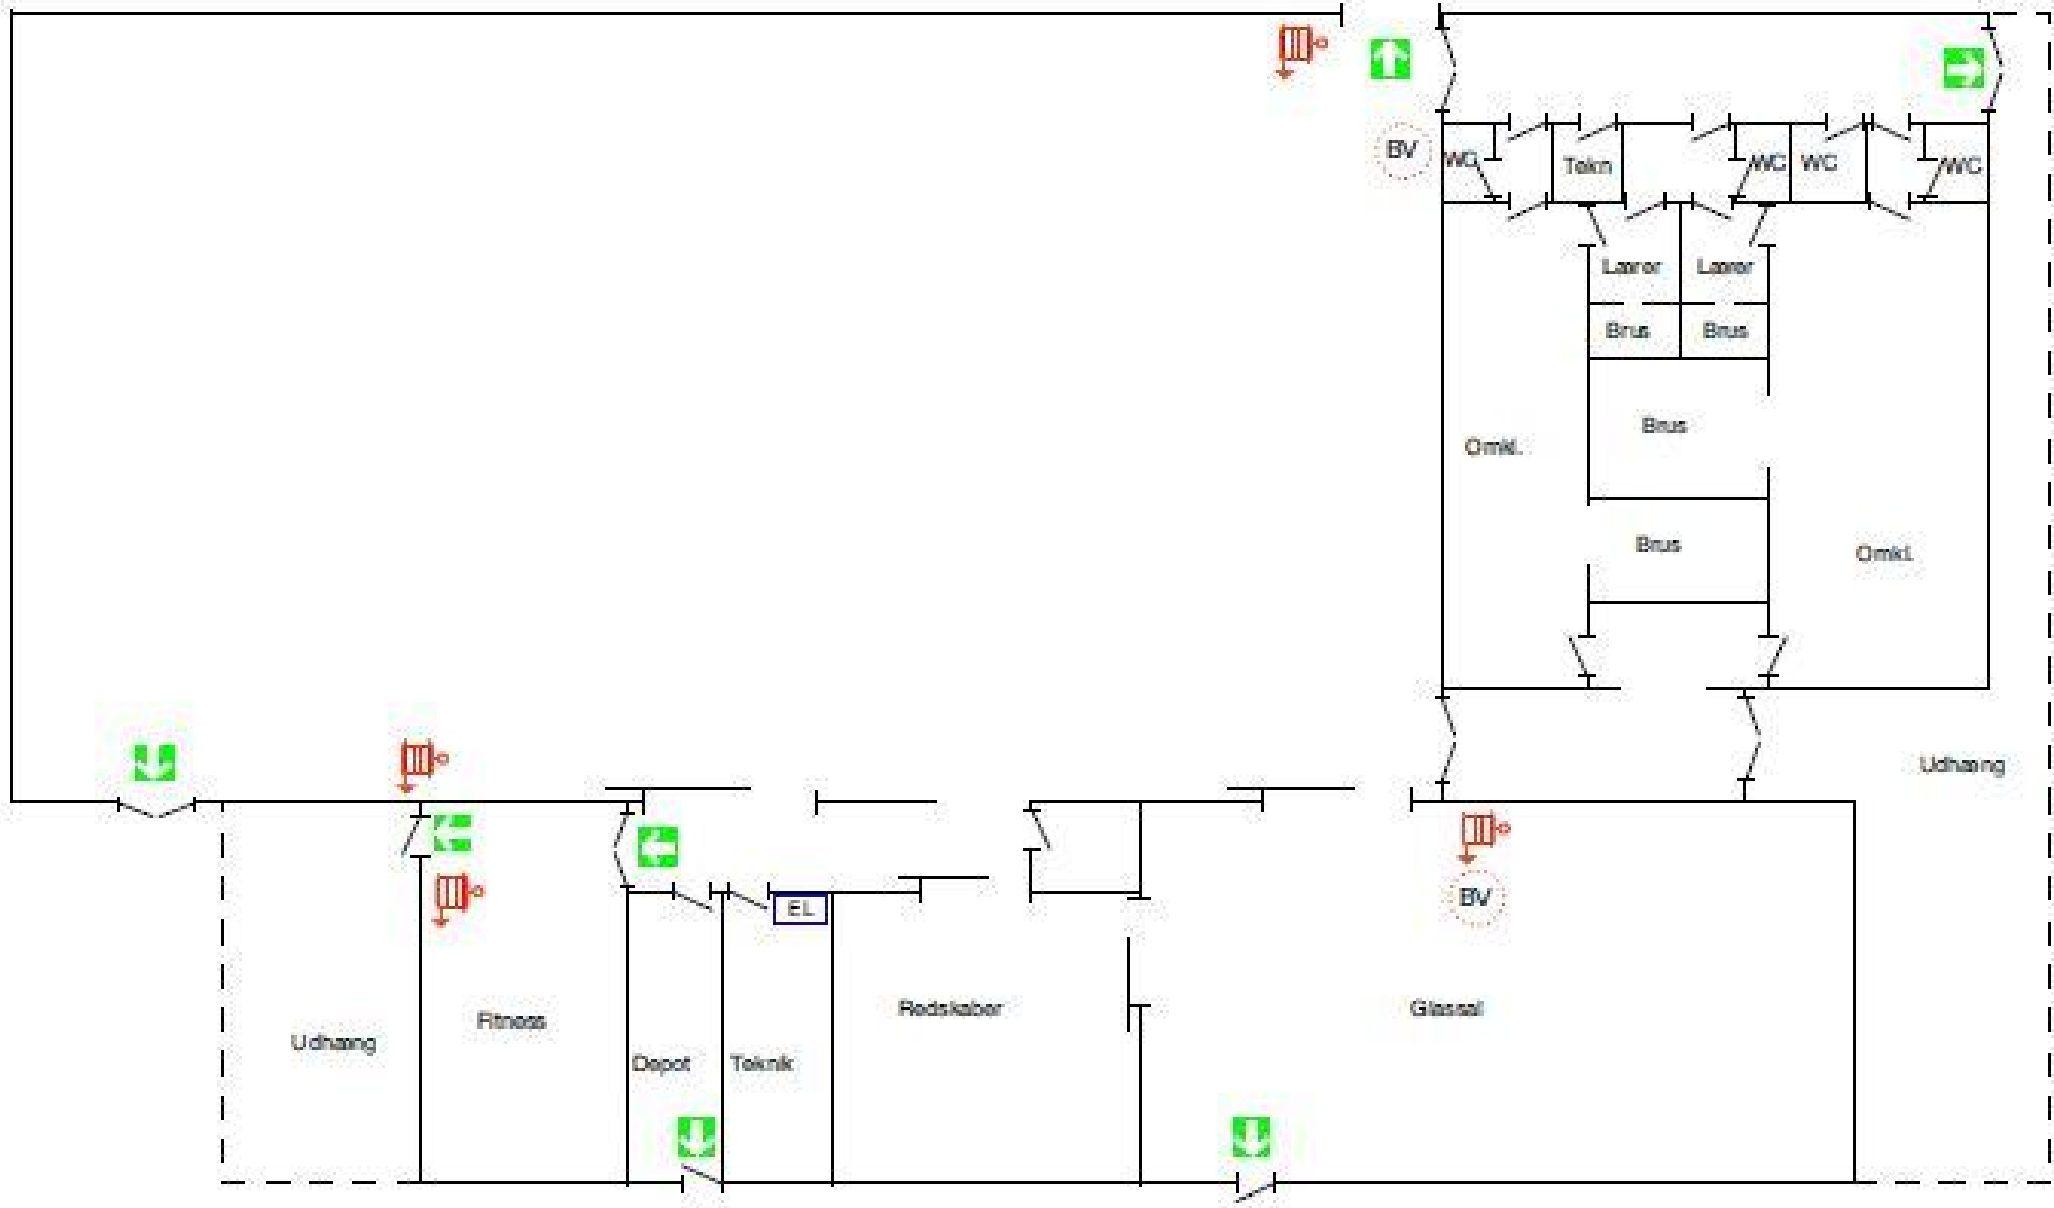 BV
WC
Tekn
WC
WC
WC
Lærer
Lærer
Brus
Brus
Brus
Omkl.
Brus
Omkl.
Udhæng
BV
EL
Redskaber
Glassal
Fitness
Udhæng
Depot
Teknik